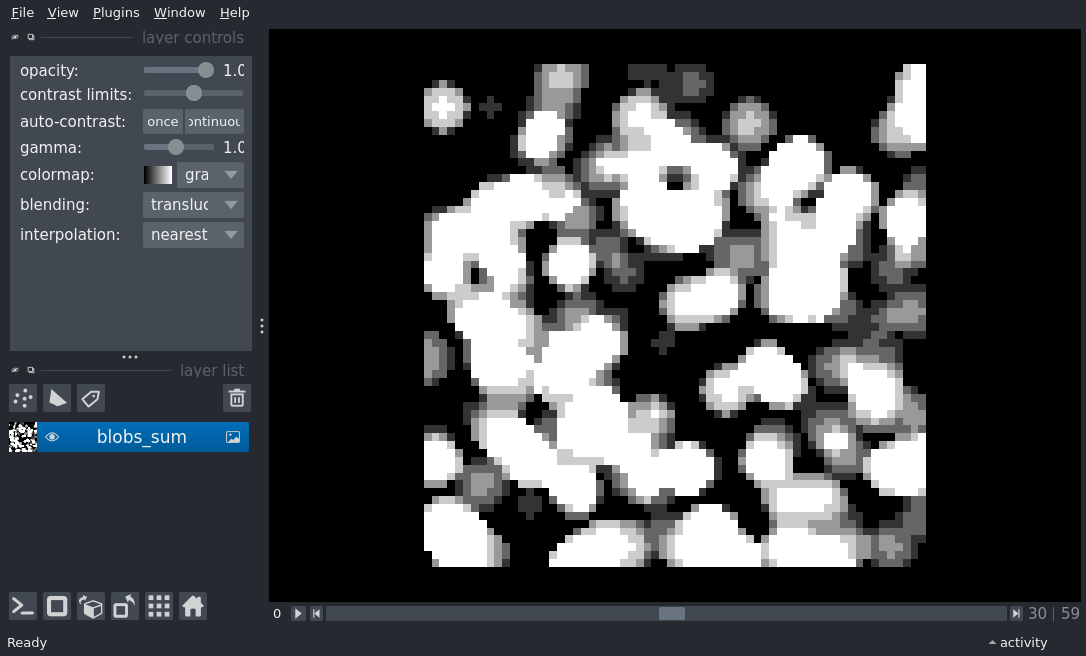 File View Plugins Window Help
layer controls
opacity: 1.0
contrast limits:
auto-contrast: once ontinuou
gamma: 1.0
colormap: gra
blending: transluc
interpolation: nearest
layer list
blobs_sum
0 30 | 59
Ready activity